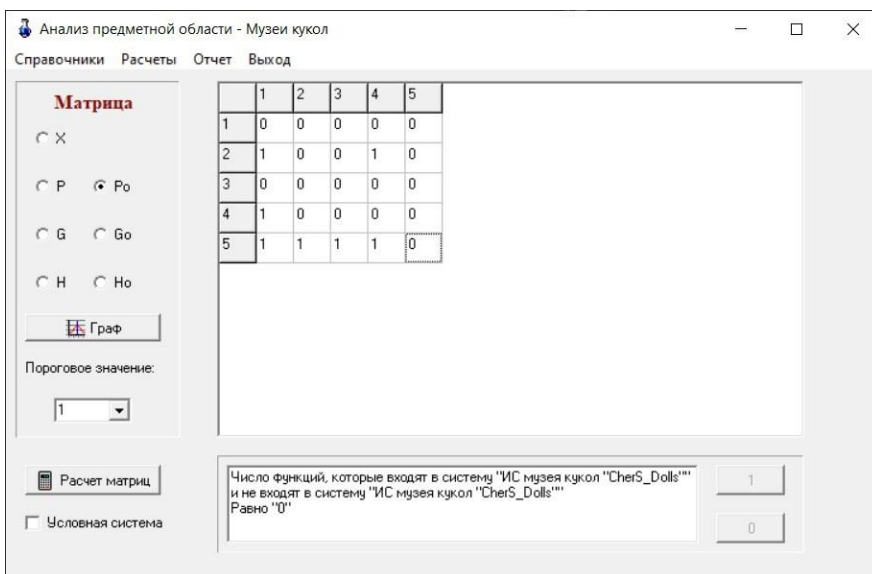 Анализ предметной области - Музеи кукол
Справочники Расчеты Отчет Выход
Матрица
X
P Po
G Go
H Ho
Граф
Пороговое значение:
1
Расчет матриц
Условная система
1 2 3 4 5
1 0 0 0 0 0
2 1 0 0 1 0
3 0 0 0 0 0
4 1 0 0 0 0
5 1 1 1 1 0
Число функций, которые входят в систему "ИС музея кукол "CherS_Dolls""
и не входят в систему "ИС музея кукол "CherS_Dolls""
Равно "0"
1
0